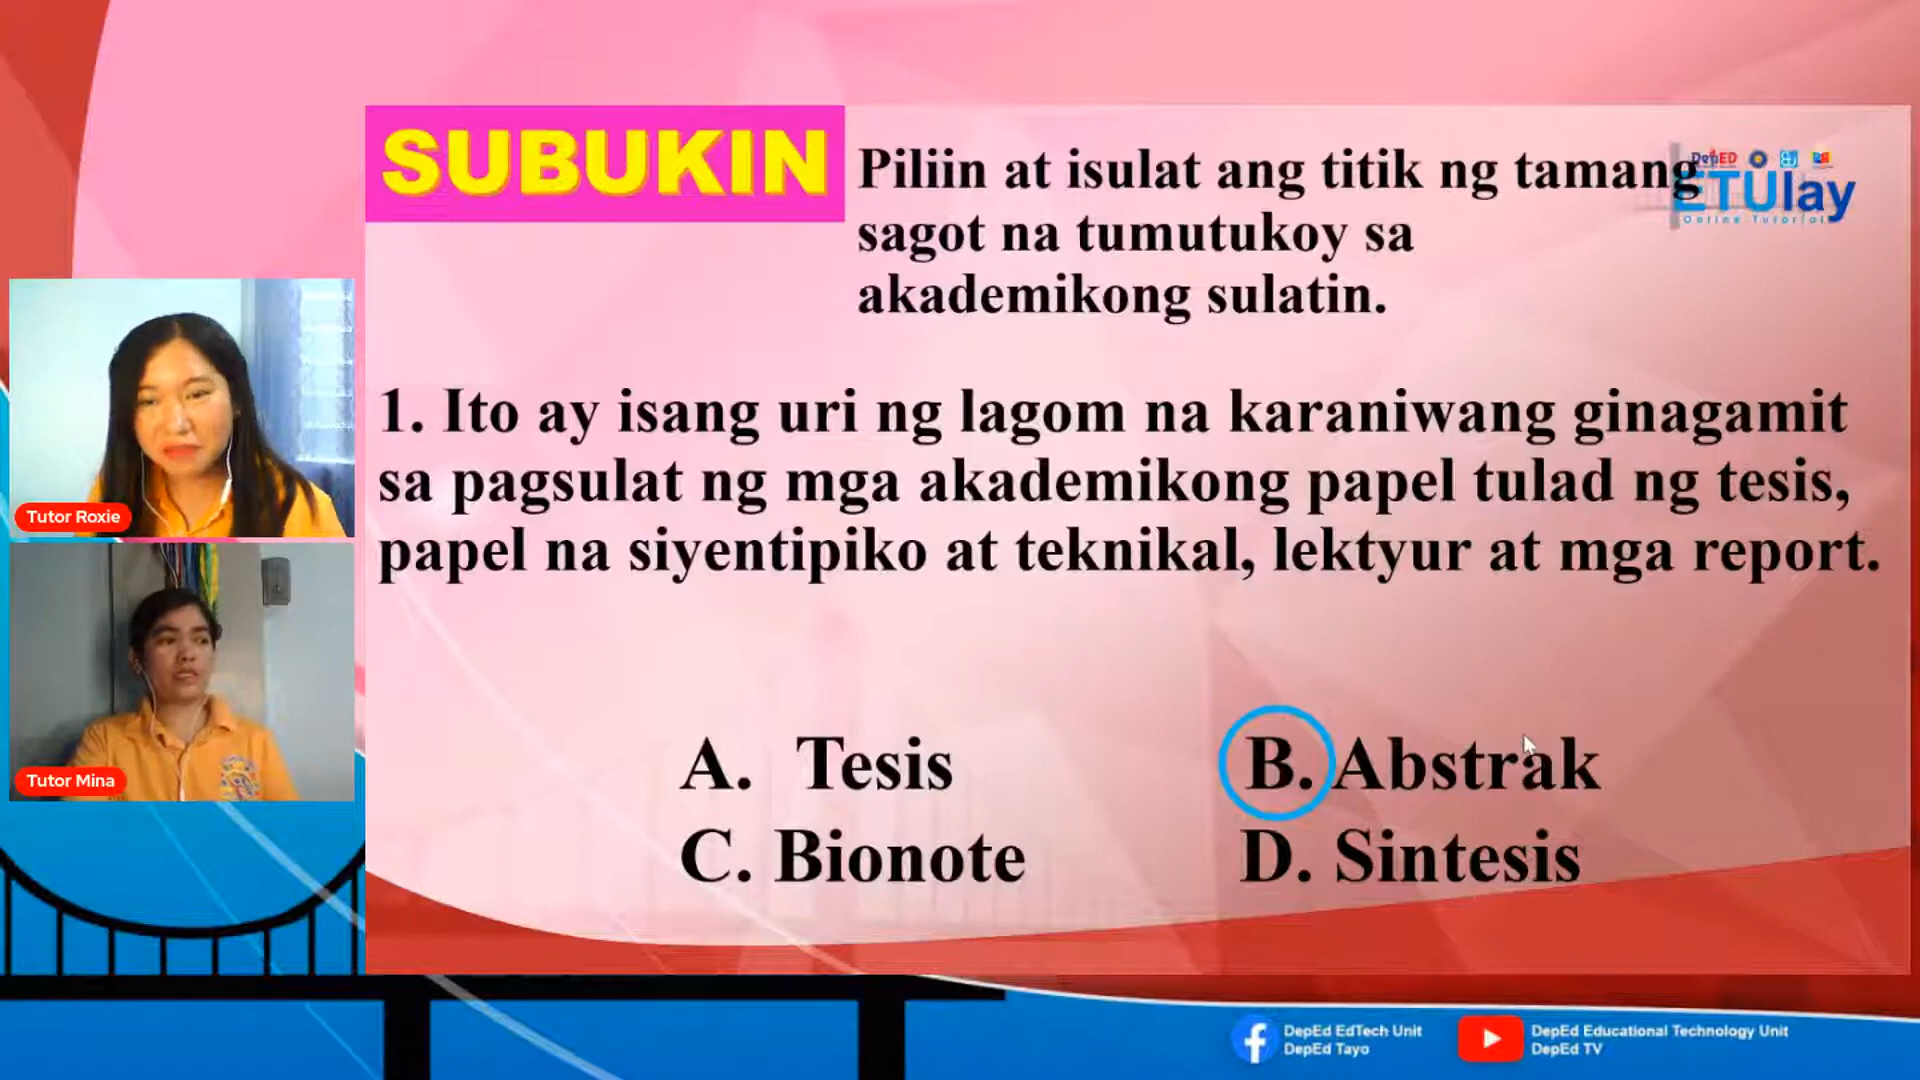 SUBUKIN
Piliin at isulat ang titik ng tamang
sagot na tumutukoy sa
akademikong sulatin.
DepED
ETUlay
Online Tutorial
1. Ito ay isang uri ng lagom na karaniwang ginagamit
sa pagsulat ng mga akademikong papel tulad ng tesis,
papel na siyentipiko at teknikal, lektyur at mga report.
A. Tesis
B. Abstrak
C. Bionote
D. Sintesis
Tutor Roxie
Tutor Mina
DepEd EdTech Unit
DepEd Tayo
DepEd Educational Technology Unit
DepEd TV